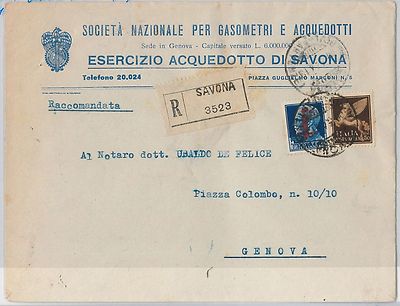 SOCIETÀ NAZIONALE PER GASOMETRI E ACQUEDOTTI
Sede in Genova - Capitale versato L. 6.000.000
ESERCIZIO ACQUEDOTTO DI SAVONA
Telefono 20.024
PIAZZA GUGLIELMO MARCONI N. 5
Raccomandata
R
SAVONA
3523
Al Notaro dott. UBALDO DE FELICE
Piazza Colombo, n. 10/10
GENOVA